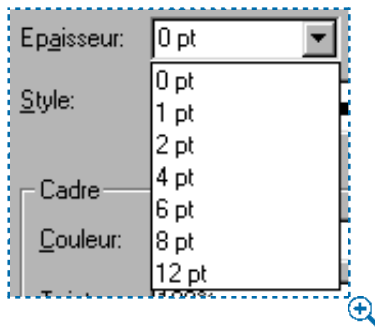 Epaisseur: 0 pt
0 pt
Style:
1 pt
2 pt
4 pt
Cadre
6 pt
Couleur:
8 pt
12 pt